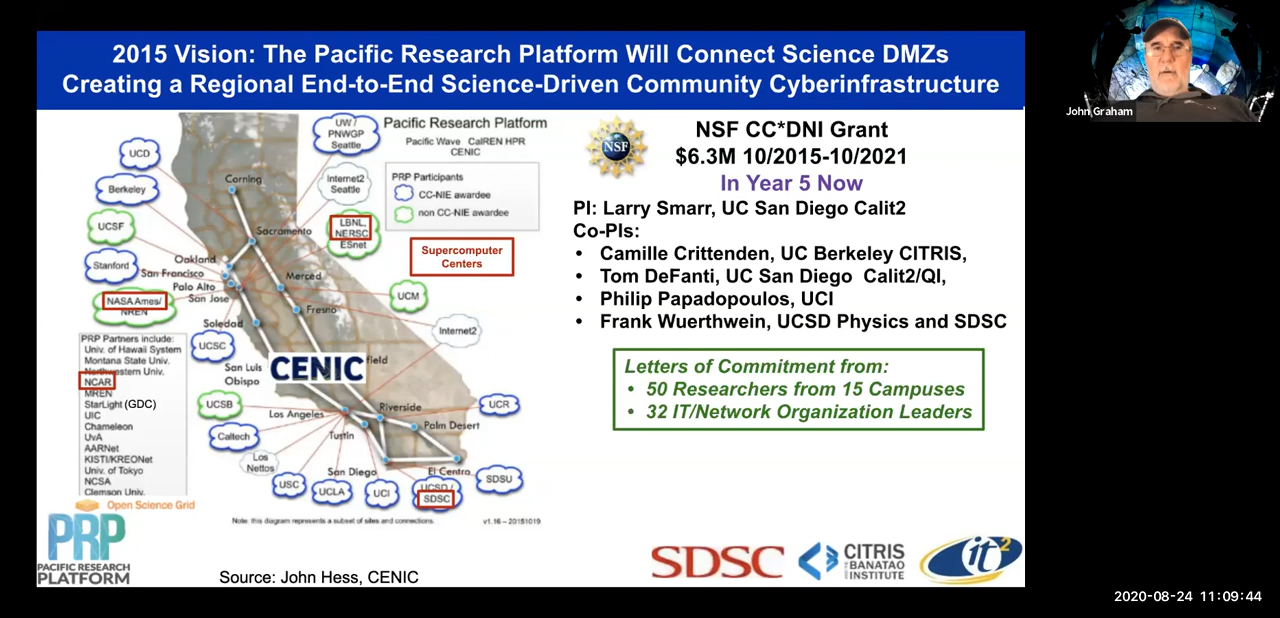 2015 Vision: The Pacific Research Platform Will Connect Science DMZs
Creating a Regional End-to-End Science-Driven Community Cyberinfrastructure
John Graham
Pacific Research Platform
Pacific Wave CalREN HPR
CENIC
PRP Participants
CC-NIE awardee
non CC-NIE awardee
Supercomputer
Centers
UW /
PNWGP
Seattle
Internet2
Seattle
LBNL,
NERSC
ESnet
UCD
Berkeley
UCSF
Stanford
NASA Ames/
NREN
Corning
Sacramento
Oakland
San Francisco
Palo Alto
San Jose
Merced
Fresno
Soledad
UCM
Internet2
UCSC
San Luis
Obispo
CENIC
field
UCSB
Los Angeles
Riverside
UCR
Caltech
Tustin
Palm Desert
Los
Nettos
San Diego
El Centro
USC
UCLA
UCI
UCSD /
SDSC
SDSU
PRP Partners include:
Univ. of Hawaii System
Montana State Univ.
Northwestern Univ.
NCAR
MREN
StarLight (GDC)
UIC
Chameleon
UvA
AARNet
KISTI/KREONet
Univ. of Tokyo
NCSA
Clemson Univ.
Open Science Grid
Note: this diagram represents a subset of sites and connections.
v1.16 – 20151019
PRP
PACIFIC RESEARCH
PLATFORM
Source: John Hess, CENIC
NSF
NSF CC*DNI Grant
$6.3M 10/2015-10/2021
In Year 5 Now
PI: Larry Smarr, UC San Diego Calit2
Co-PIs:
• Camille Crittenden, UC Berkeley CITRIS,
• Tom DeFanti, UC San Diego Calit2/QI,
• Philip Papadopoulos, UCI
• Frank Wuerthwein, UCSD Physics and SDSC
Letters of Commitment from:
• 50 Researchers from 15 Campuses
• 32 IT/Network Organization Leaders
SDSC
CITRIS
BANATAO
INSTITUTE
it2
2020-08-24 11:09:44